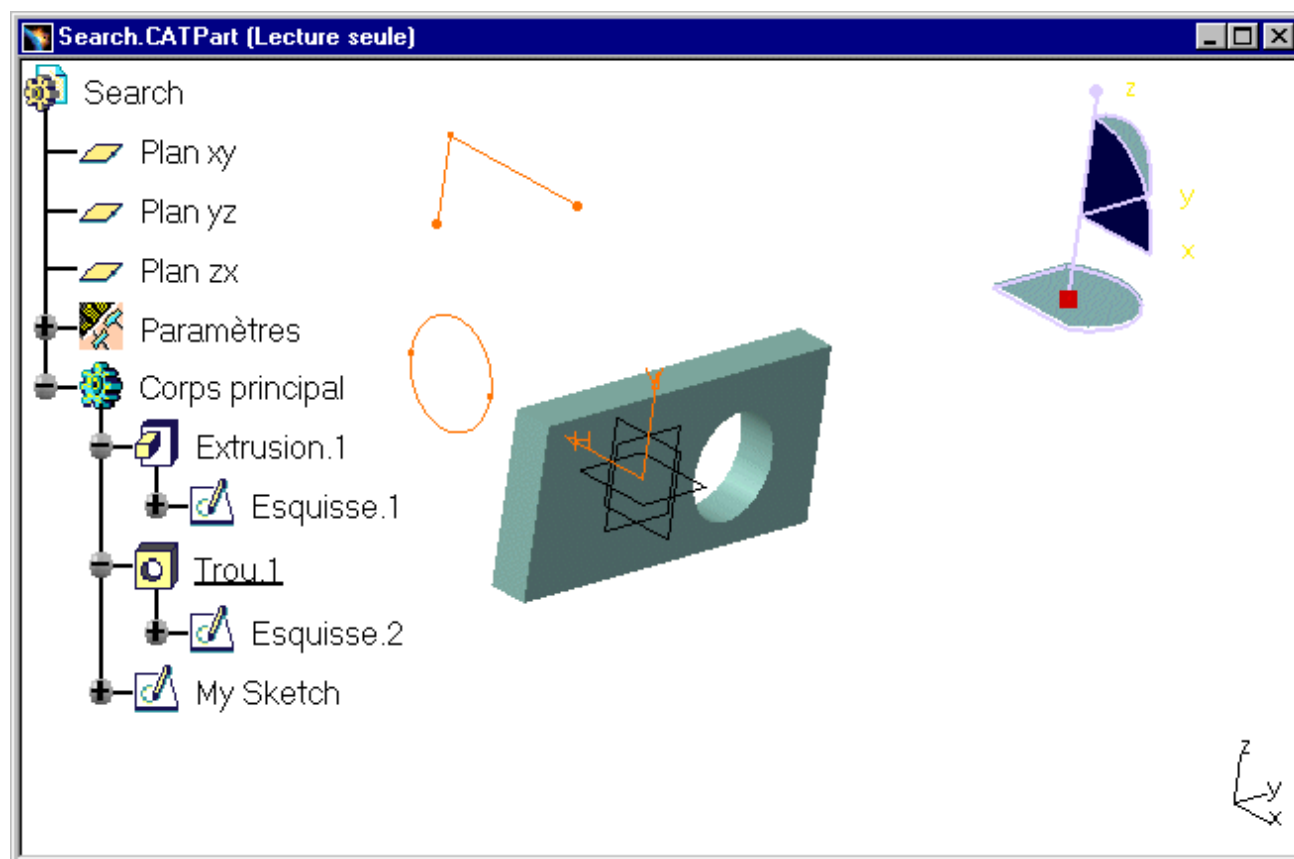 Search.CATPart (Lecture seule)
Search
Plan xy
Plan yz
Plan zx
Paramètres
Corps principal
Extrusion.1
Esquisse.1
Trou.1
Esquisse.2
My Sketch
z
y
x
Y
H
z
y
x